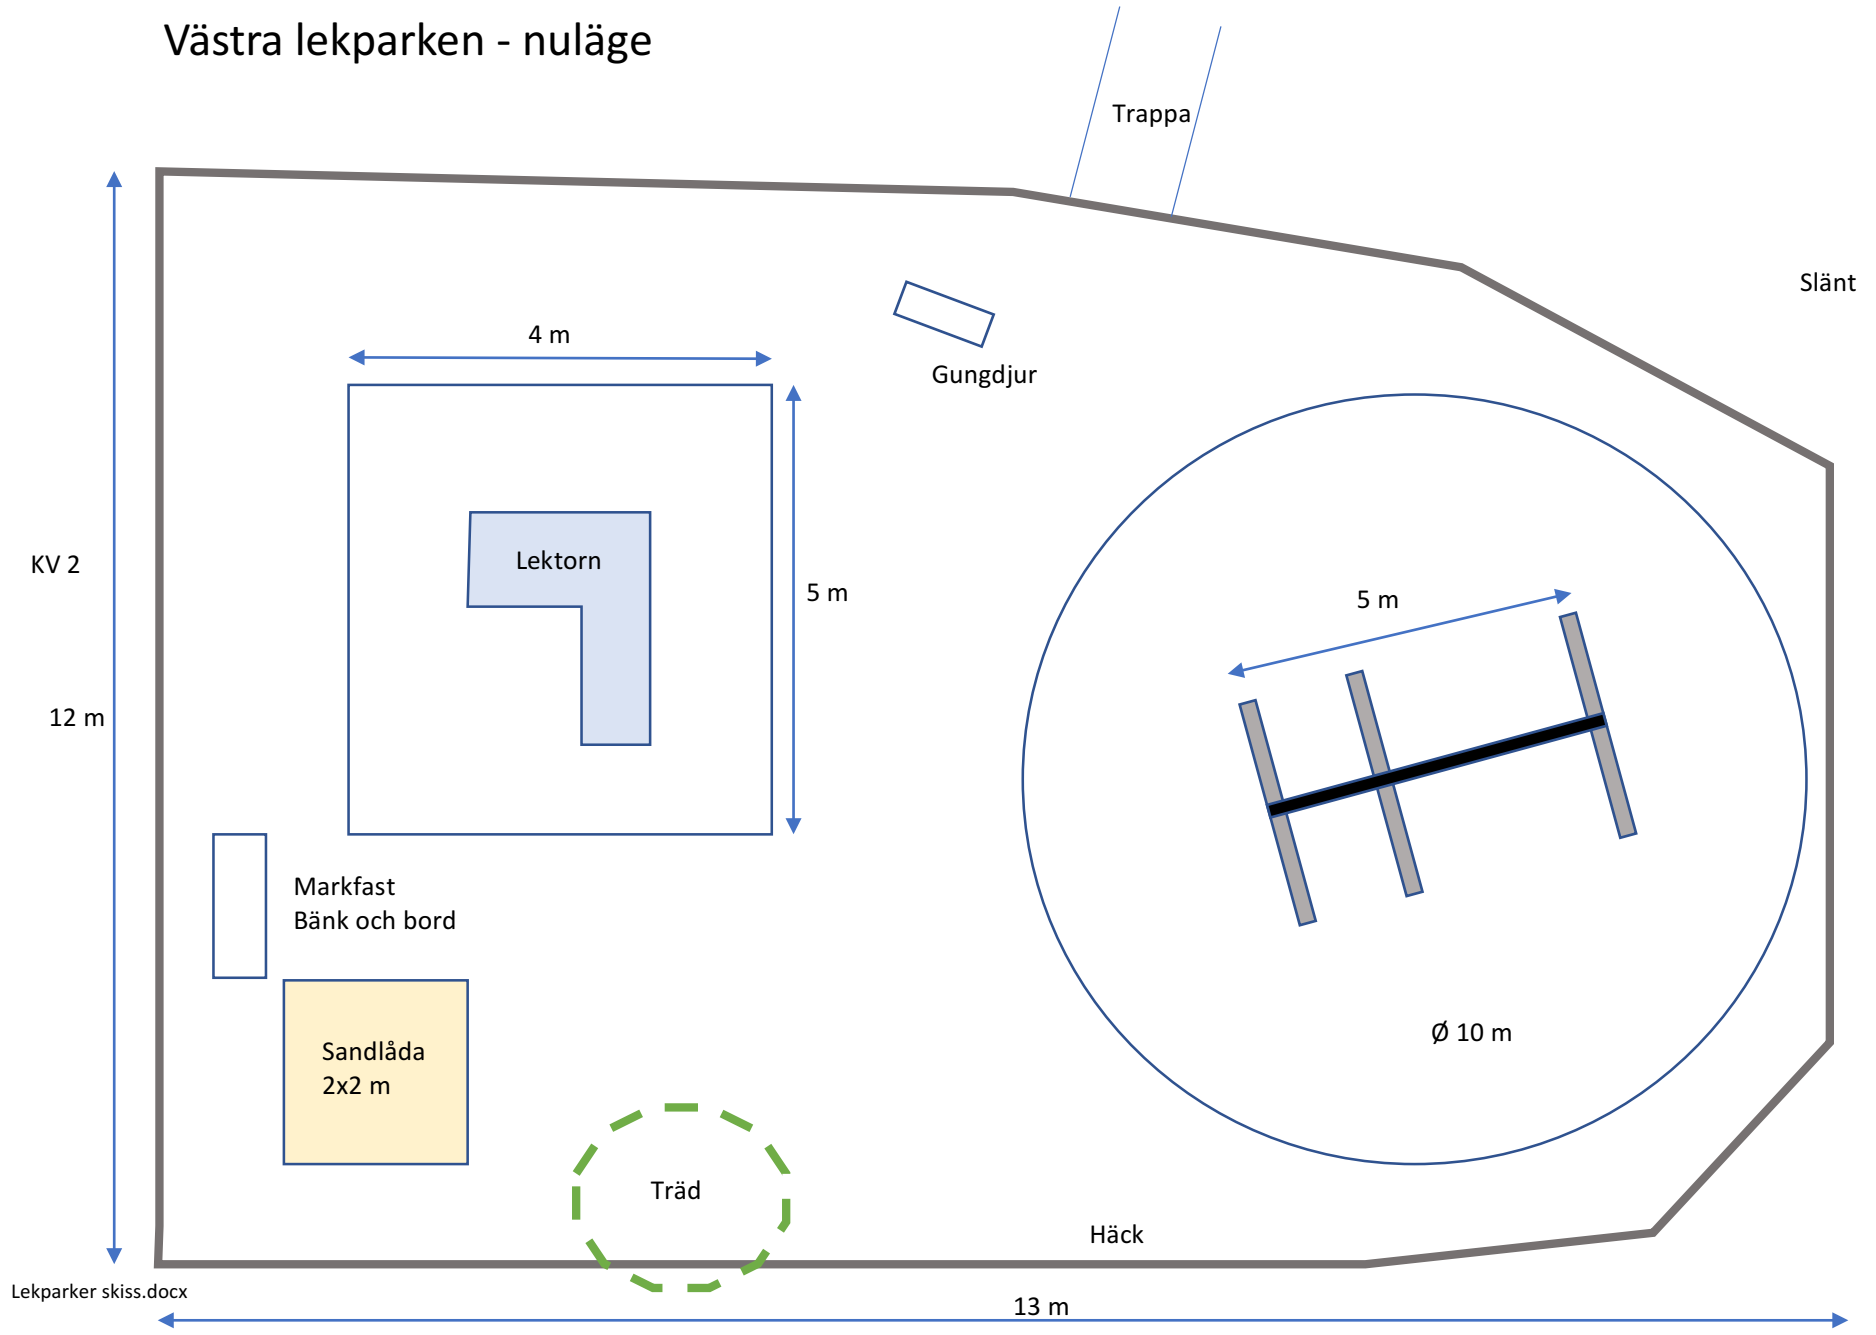 Västra lekparken - nuläge
Trappa
Slänt
4 m
Gungdjur
KV 2
Lektorn
5 m
5 m
12 m
Markfast
Bänk och bord
Ø 10 m
Sandlåda
2x2 m
Träd
Häck
Lekparker skiss.docx
13 m